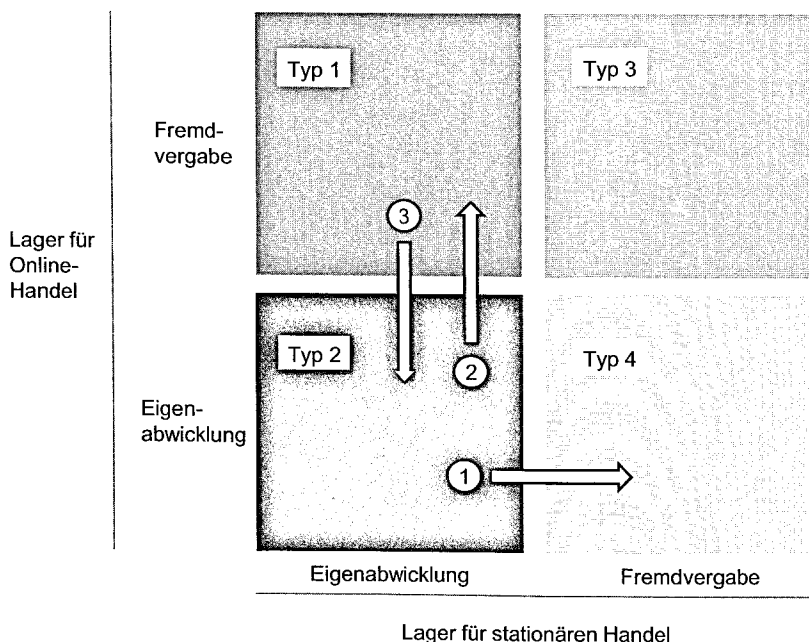 Typ 1
Typ 3
Fremd-
vergabe
3
Lager für
Online-
Handel
Typ 2
2
Typ 4
Eigen-
abwicklung
1
Eigenabwicklung
Fremdvergabe
Lager für stationären Handel